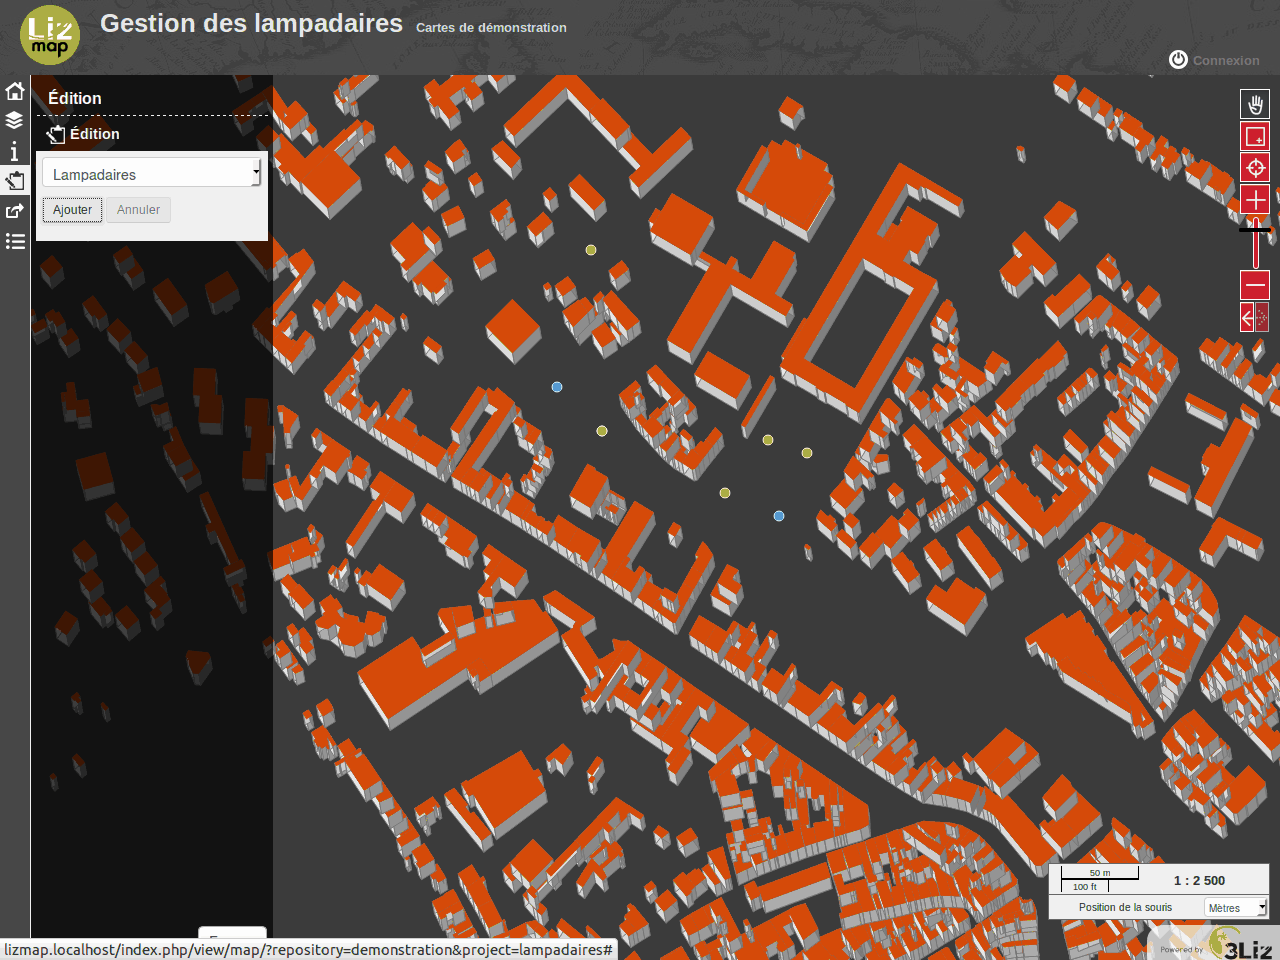 Liz
map
Gestion des lampadaires Cartes de démonstration
Connexion
Édition
Édition
Lampadaires
Ajouter Annuler
50 m
100 ft
1 : 2 500
Position de la souris Mètres
Powered by 3Liz
lizmap.localhost/index.php/view/map/?repository=demonstration&project=lampadaires#